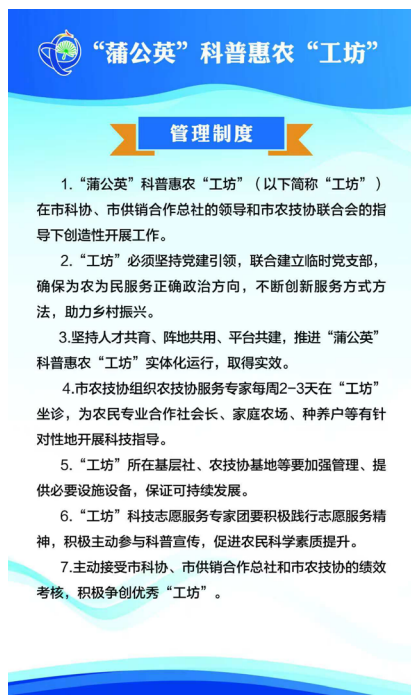 “蒲公英”科普惠农“工坊”
管理制度
1.“蒲公英”科普惠农“工坊”（以下简称“工坊”）
在市科协、市供销合作总社的领导和市农技协联合会的指
导下创造性开展工作。
2.“工坊”必须坚持党建引领，联合建立临时党支部，
确保为农为民服务正确政治方向，不断创新服务方式方
法，助力乡村振兴。
3.坚持人才共育、阵地共用、平台共建，推进“蒲公英”
科普惠农“工坊”实体化运行，取得实效。
4.市农技协组织农技协服务专家每周2-3天在“工坊”
坐诊，为农民专业合作社会长、家庭农场、种养户等有针
对性地开展科技指导。
5.“工坊”所在基层社、农技协基地等要加强管理、提
供必要设施设备，保证可持续发展。
6.“工坊”科技志愿服务专家团要积极践行志愿服务精
神，积极主动参与科普宣传，促进农民科学素质提升。
7.主动接受市科协、市供销合作总社和市农技协的绩效
考核，积极争创优秀“工坊”。